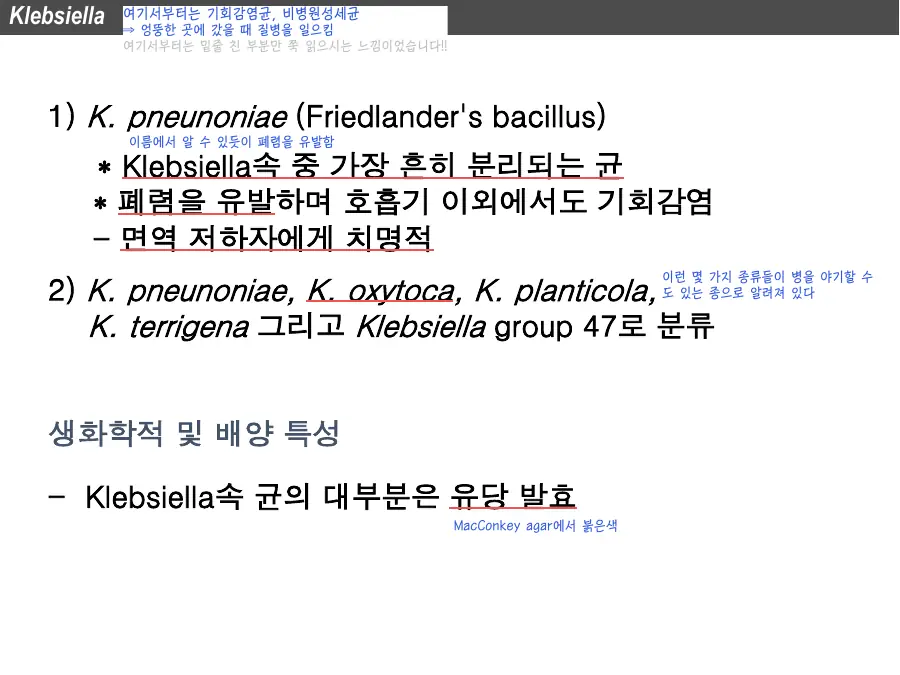 Klebsiella
여기서부터는 기회감염균, 비병원성세균
⇒ 엉뚱한 곳에 갔을 때 질병을 일으킴
여기서부터는 밑줄 친 부분만 쭉 읽으시는 느낌이었습니다!!
1) K. pneunoniae (Friedlander's bacillus)
이름에서 알 수 있듯이 폐렴을 유발함
* Klebsiella속 중 가장 흔히 분리되는 균
* 폐렴을 유발하며 호흡기 이외에서도 기회감염
– 면역 저하자에게 치명적
2) K. pneunoniae, K. oxytoca, K. planticola,
이런 몇 가지 종류들이 병을 야기할 수
도 있는 종으로 알려져 있다
K. terrigena 그리고 Klebsiella group 47로 분류
생화학적 및 배양 특성
– Klebsiella속 균의 대부분은 유당 발효
MacConkey agar에서 붉은색